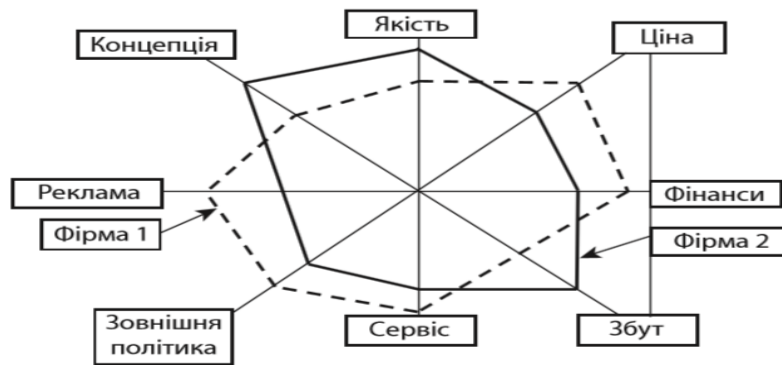 Якість
Концепція
Ціна
Реклама
Фінанси
Фірма 1
Фірма 2
Зовнішня
політика
Сервіс
Збут